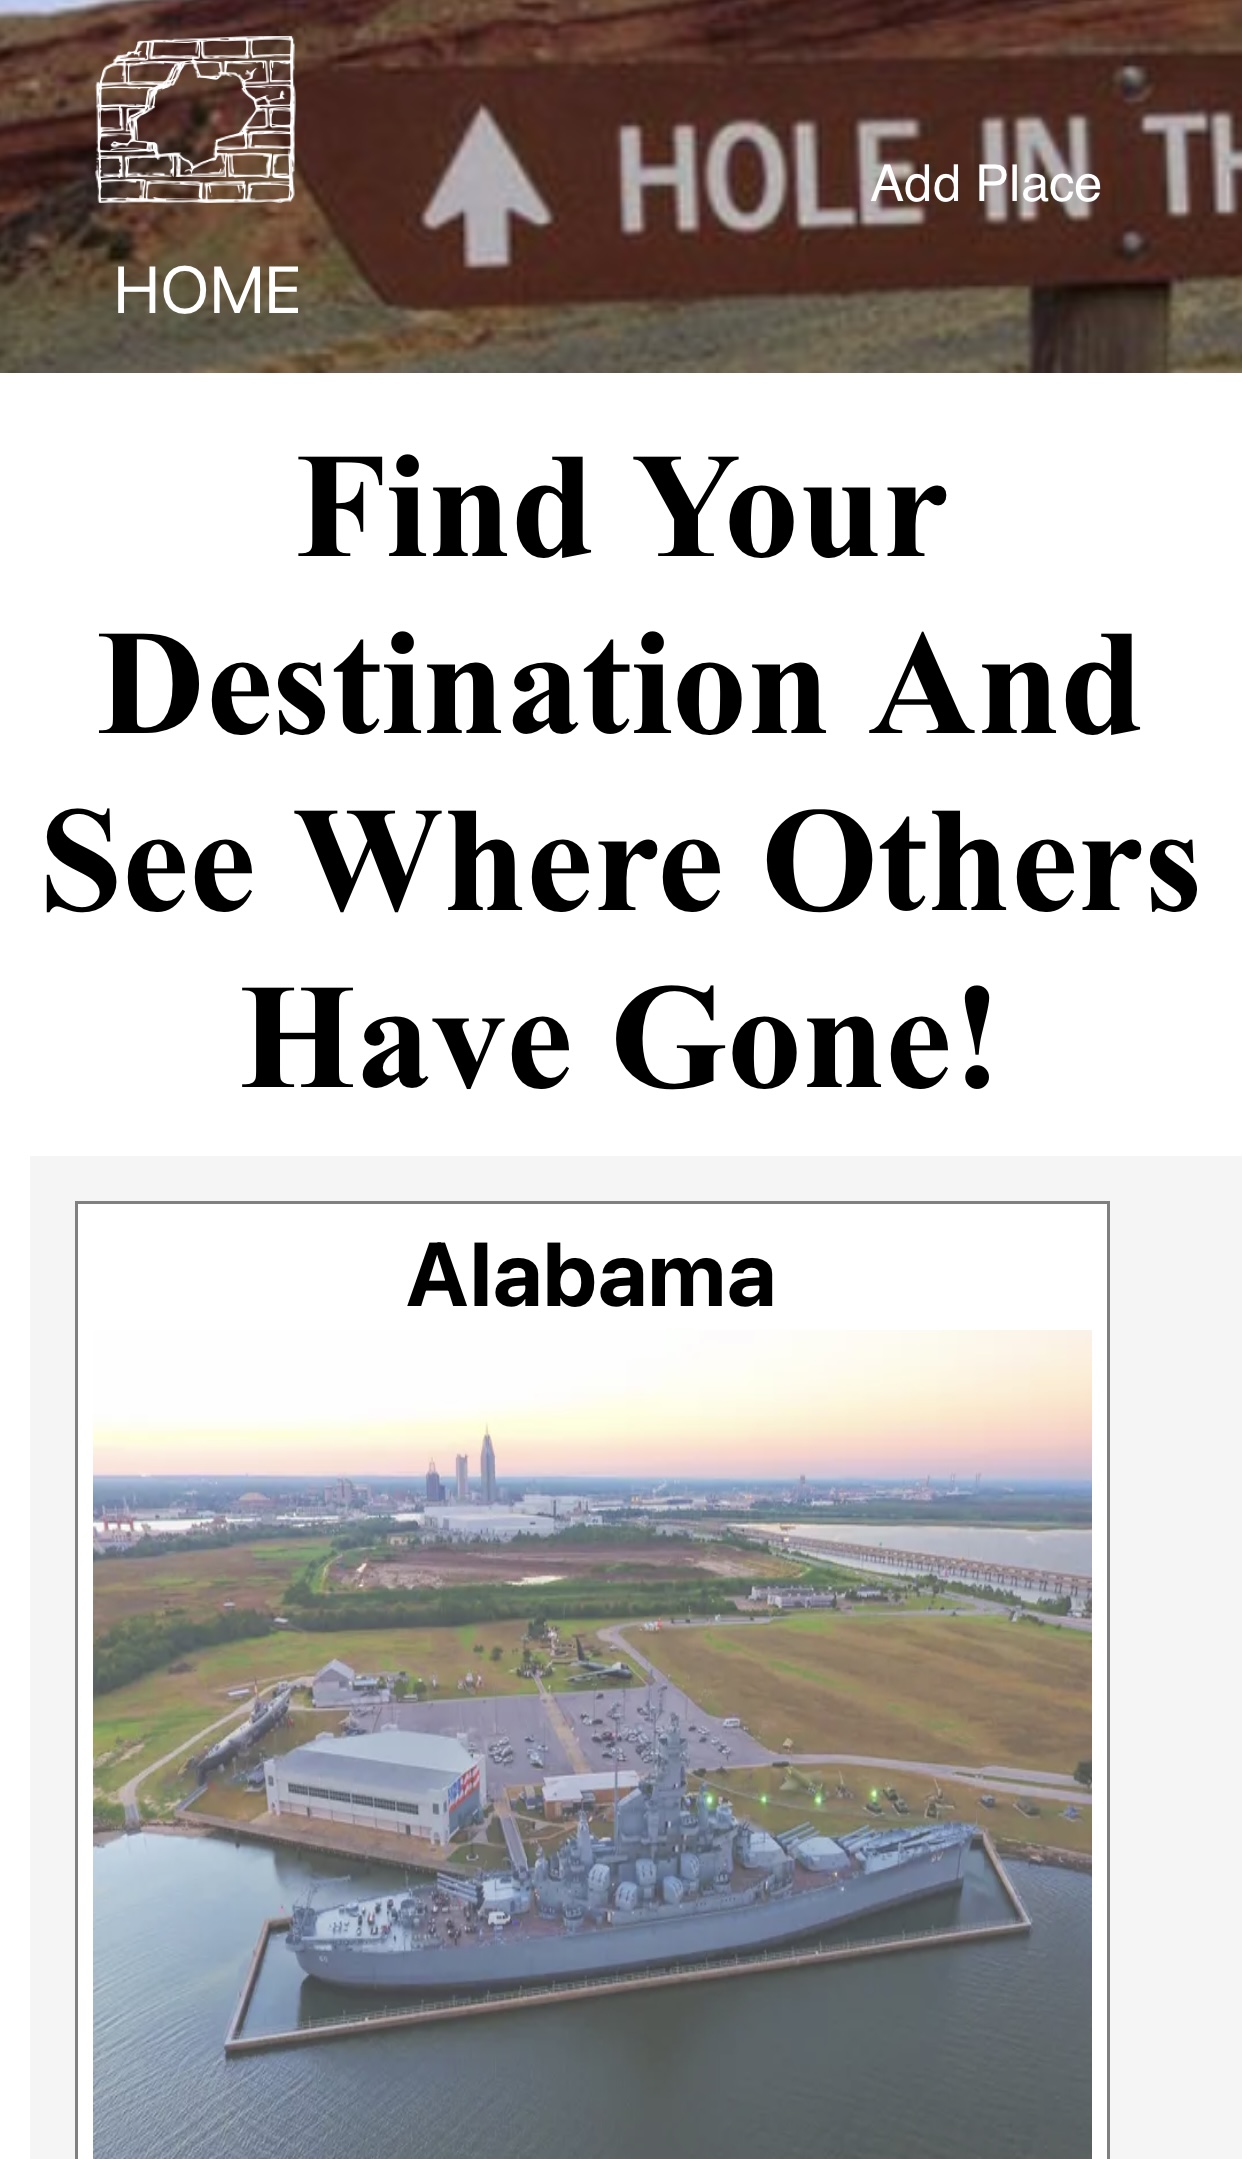 HOLE IN TH
Add Place
HOME
Find Your
Destination And
See Where Others
Have Gone!
Alabama